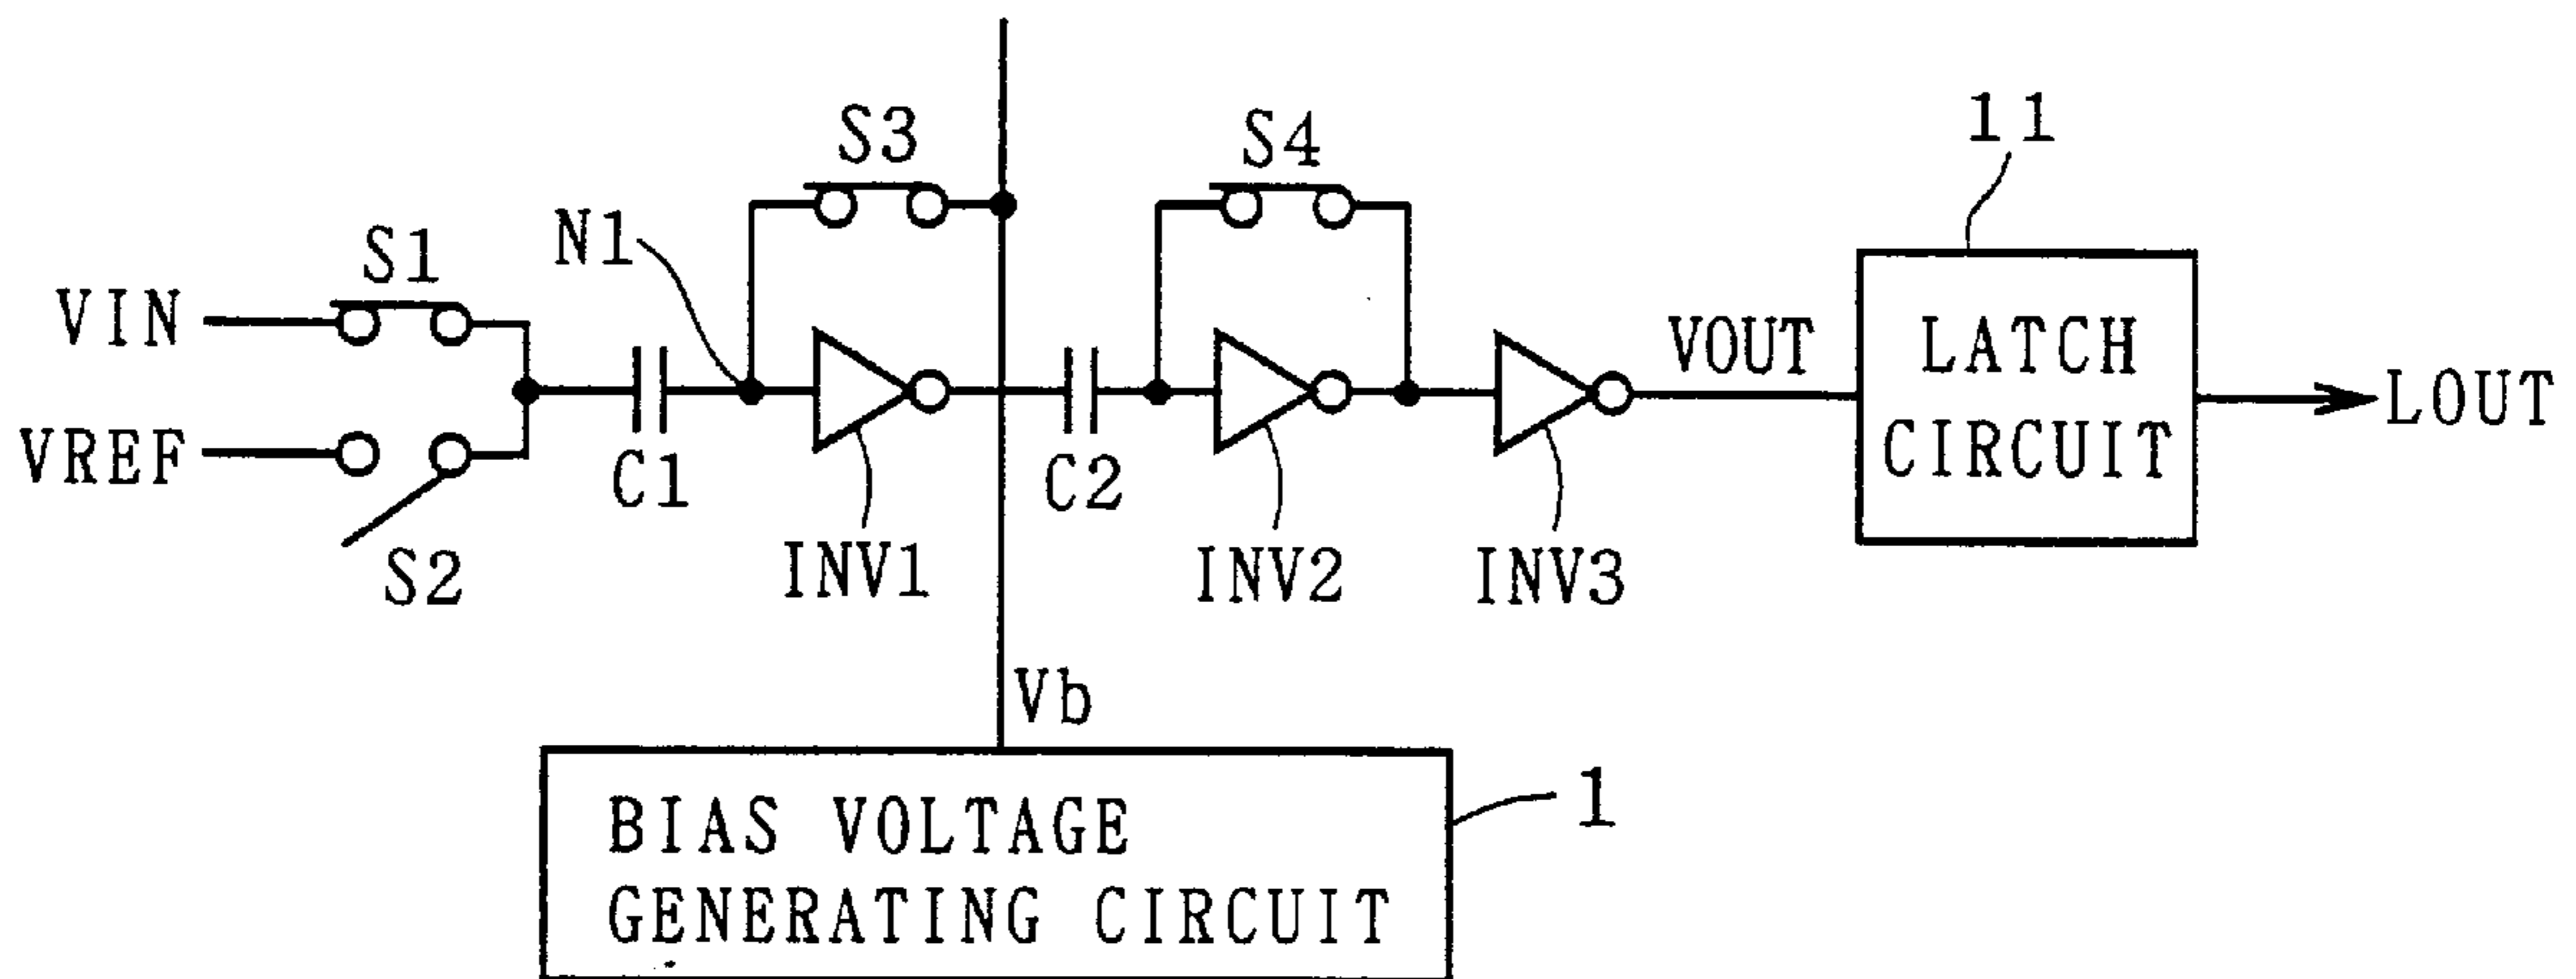 11
S3
S4
N1
S1
VIN
VOUT
LATCH
CIRCUIT
LOUT
VREF
C1
C2
S2
INV1
INV2
INV3
Vb
1
BIAS VOLTAGE
GENERATING CIRCUIT